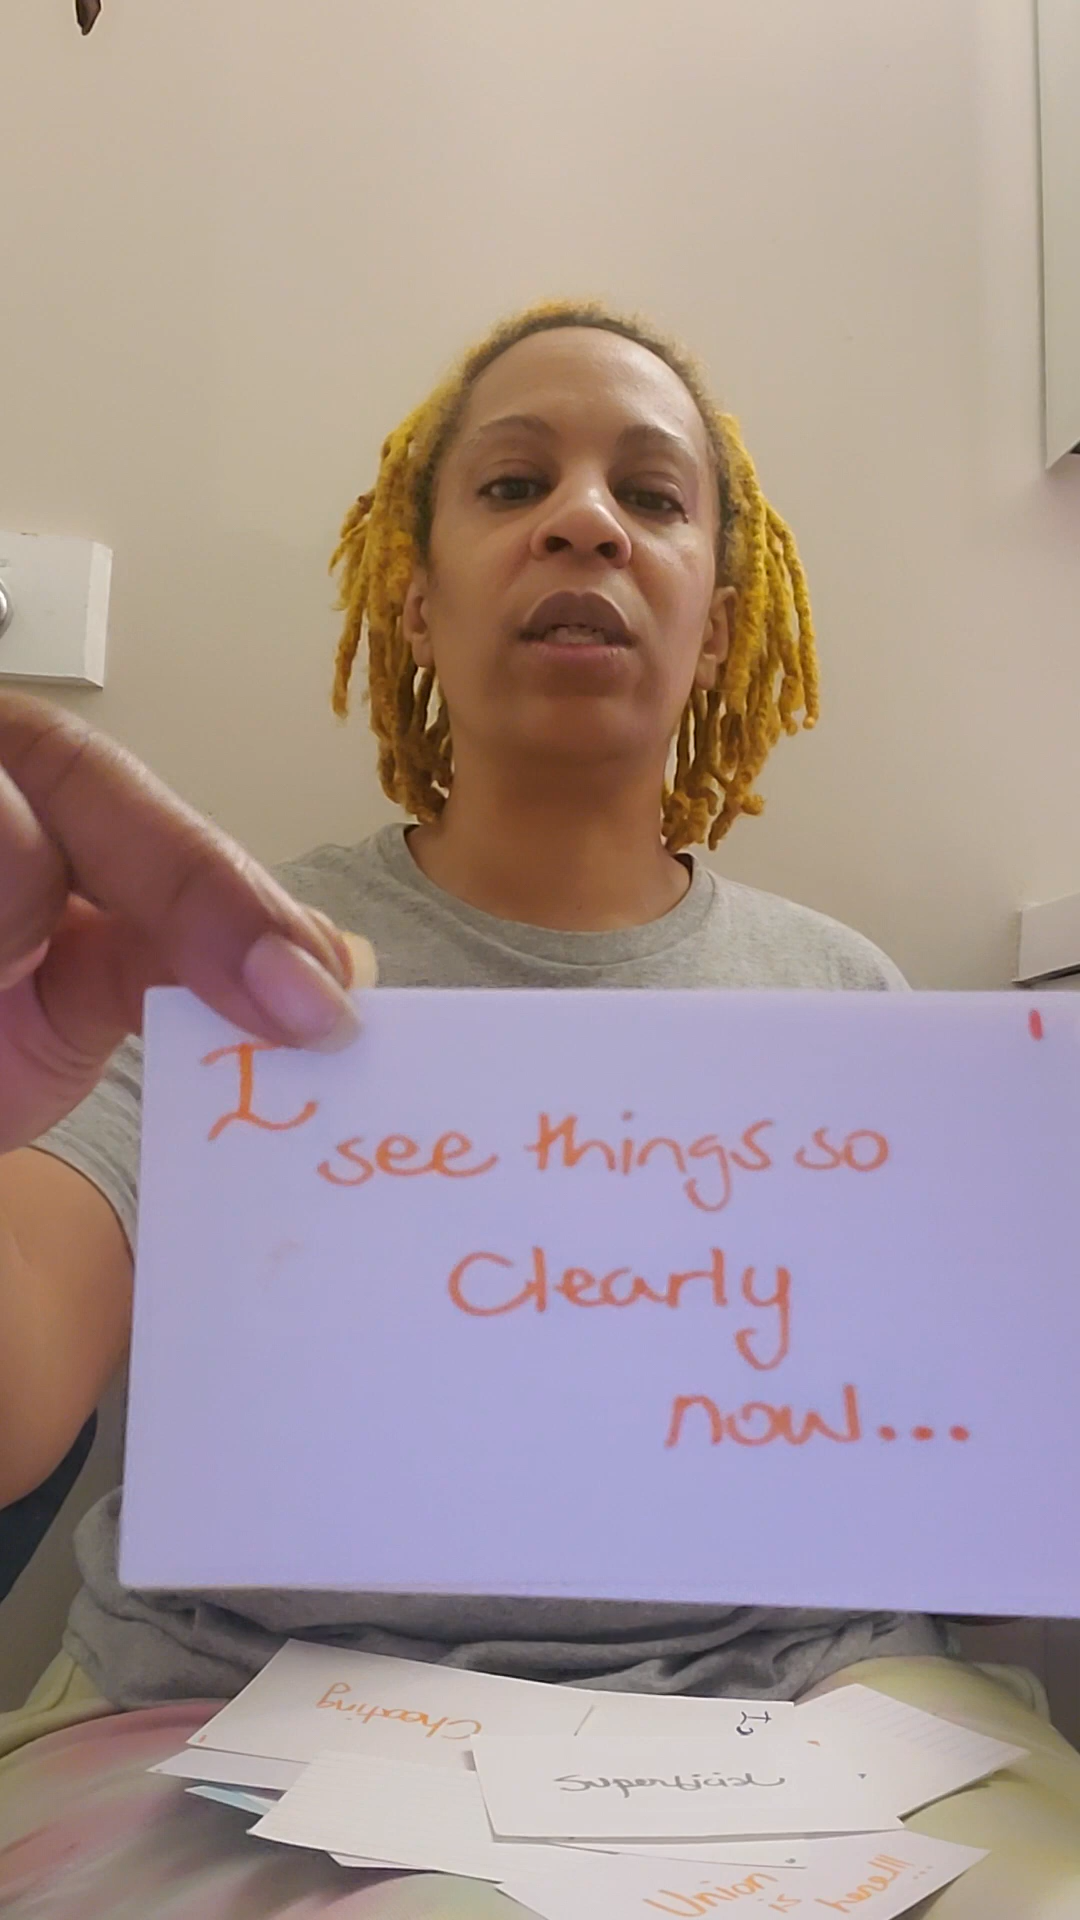 I
see things so
Clearly
now...
Cheating
Superficial
Union
is
here!!!...